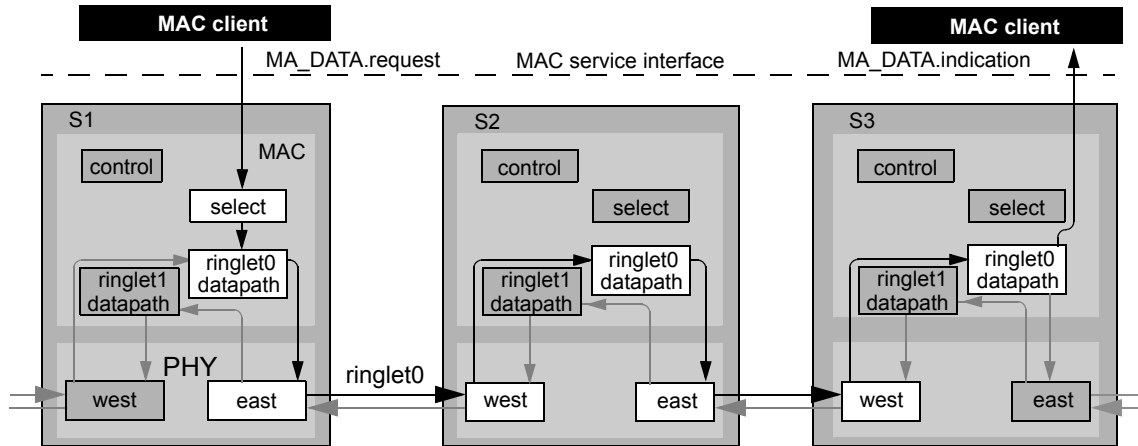 MAC client
MAC client
MA_DATA.request
MAC service interface
MA_DATA.indication
S1
MAC
control
select
ringlet0
datapath
ringlet1
datapath
PHY
west
east
ringlet0
S2
control
select
ringlet0
datapath
ringlet1
datapath
west
east
S3
control
select
ringlet0
datapath
ringlet1
datapath
west
east